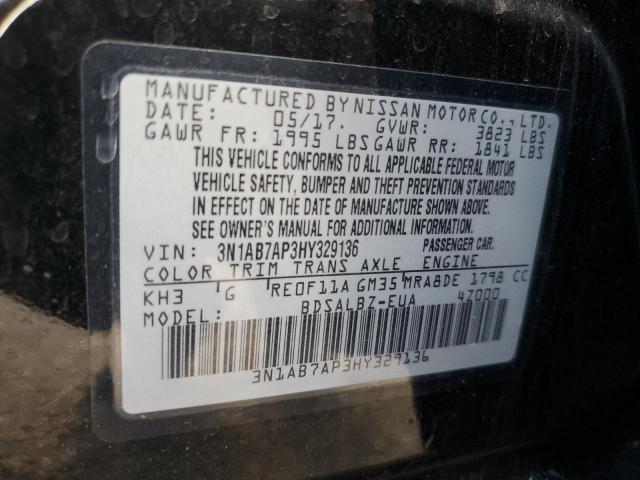 MANUFACTURED BY NISSAN MOTOR CO., LTD.
DATE: 05/17. GVWR: 3823 LBS
GAWR FR: 1995 LBS GAWR RR: 1841 LBS
THIS VEHICLE CONFORMS TO ALL APPLICABLE FEDERAL MOTOR
VEHICLE SAFETY, BUMPER AND THEFT PREVENTION STANDARDS
IN EFFECT ON THE DATE OF MANUFACTURE SHOWN ABOVE.
SEE OWNER'S MANUAL FOR ADDITIONAL INFORMATION.
VIN: 3N1AB7AP3HY329136 PASSENGER CAR.
COLOR TRIM TRANS AXLE ENGINE
KH3 G RE0F11A GM35 MRA8DE 1798 CC
BDSALBZ-EUA 4Z000
3N1AB7AP3HY329136